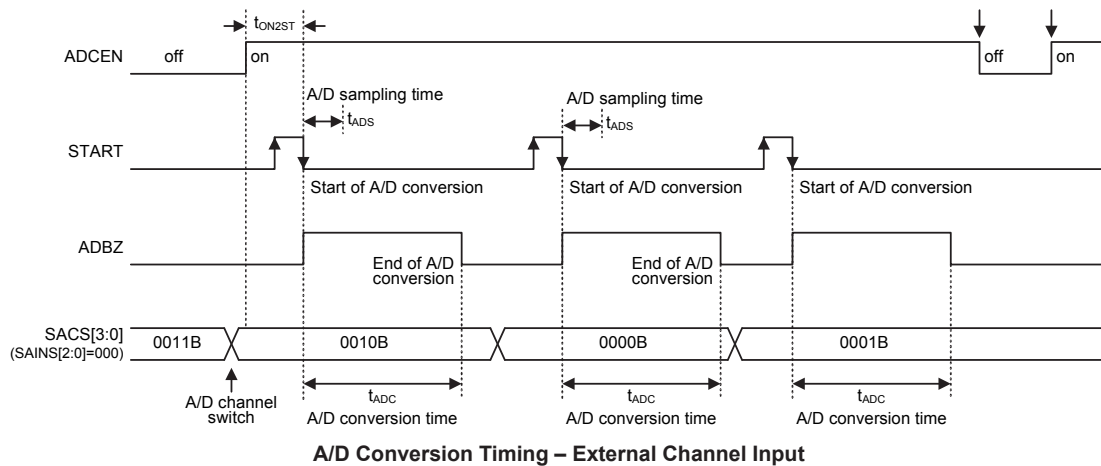 tON2ST
ADCEN
off
on
off
on
A/D sampling time
tADS
A/D sampling time
tADS
START
Start of A/D conversion
Start of A/D conversion
Start of A/D conversion
ADBZ
End of A/D
conversion
End of A/D
conversion
SACS[3:0]
(SAINS[2:0]=000)
0011B
0010B
0000B
0001B
A/D channel
switch
tADC
A/D conversion time
tADC
A/D conversion time
tADC
A/D conversion time
A/D Conversion Timing – External Channel Input